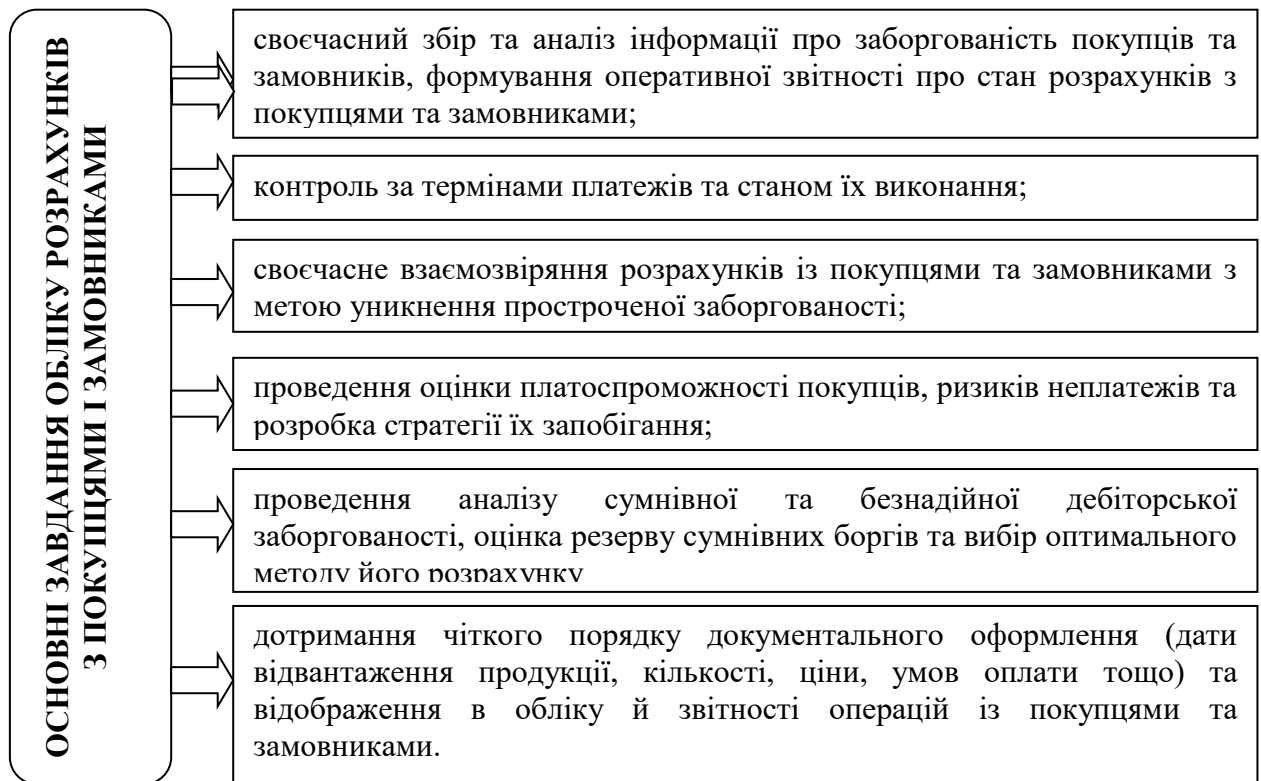 ОСНОВНІ ЗАВДАННЯ ОБЛІКУ РОЗРАХУНКІВ
З ПОКУПЦЯМИ І ЗАМОВНИКАМИ
своєчасний збір та аналіз інформації про заборгованість покупців та
замовників, формування оперативної звітності про стан розрахунків з
покупцями та замовниками;
контроль за термінами платежів та станом їх виконання;
своєчасне взаємозвіряння розрахунків із покупцями та замовниками з
метою уникнення простроченої заборгованості;
проведення оцінки платоспроможності покупців, ризиків неплатежів та
розробка стратегії їх запобігання;
проведення аналізу сумнівної та безнадійної дебіторської
заборгованості, оцінка резерву сумнівних боргів та вибір оптимального
методу його розрахунку
дотримання чіткого порядку документального оформлення (дати
відвантаження продукції, кількості, ціни, умов оплати тощо) та
відображення в обліку й звітності операцій із покупцями та
замовниками.